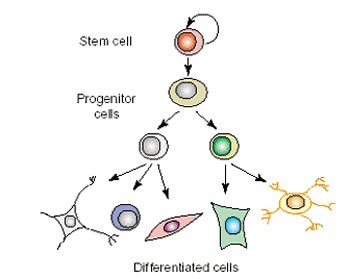 Stem cell
Progenitor
cells
Differentiated cells